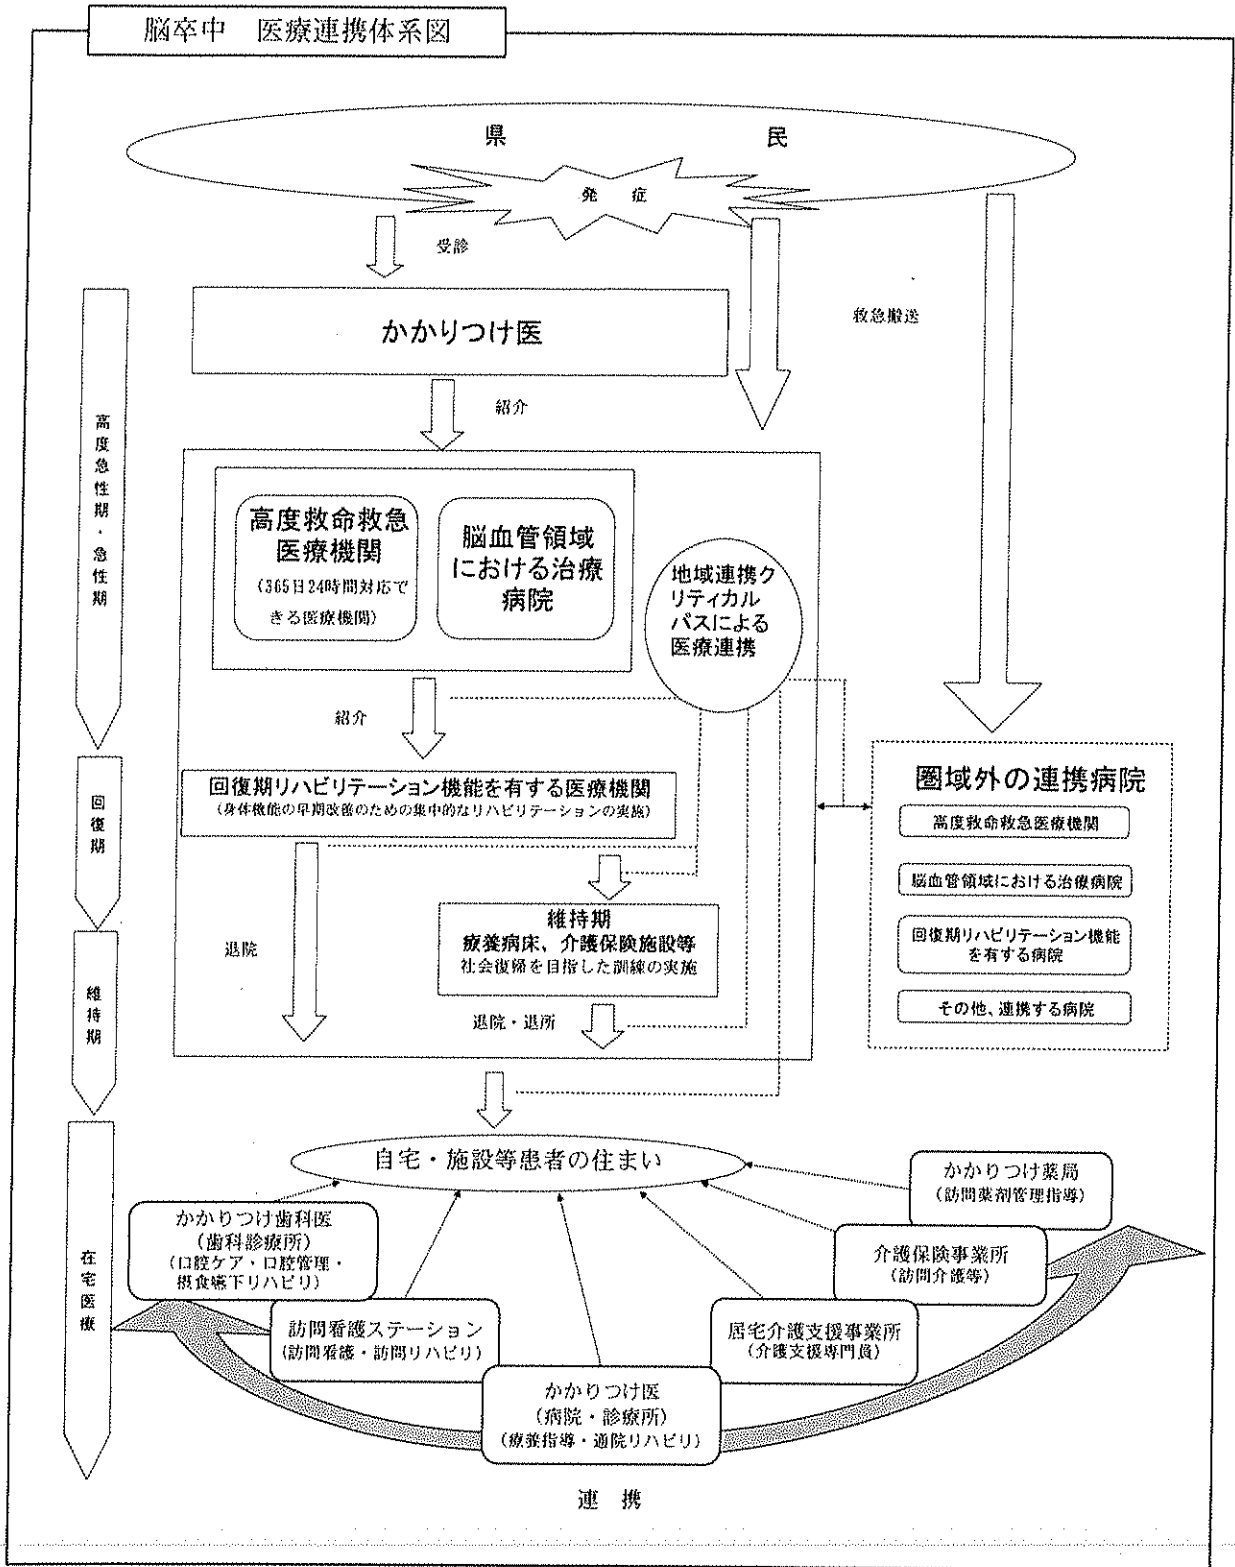 脳卒中　医療連携体系図
県　民
発　症
受診
救急搬送
かかりつけ医
紹介
高度急性期・急性期
高度救命救急
医療機関
（365日24時間対応で
きる医療機関）
脳血管領域
における治療
病院
地域連携ク
リティカル
パスによる
医療連携
紹介
回復期
回復期リハビリテーション機能を有する医療機関
（身体機能の早期改善のための集中的なリハビリテーションの実施）
圏域外の連携病院
高度救命救急医療機関
脳血管領域における治療病院
回復期リハビリテーション機能
を有する病院
その他、連携する病院
維持期
退院
維持期
療養病床、介護保険施設等
社会復帰を目指した訓練の実施
退院・退所
在宅医療
自宅・施設等患者の住まい
かかりつけ薬局
（訪問薬剤管理指導）
かかりつけ歯科医
（歯科診療所）
（口腔ケア・口腔管理・
摂食嚥下リハビリ）
介護保険事業所
（訪問介護等）
訪問看護ステーション
（訪問看護・訪問リハビリ）
居宅介護支援事業所
（介護支援専門員）
かかりつけ医
（病院・診療所）
（療養指導・通院リハビリ）
連　携